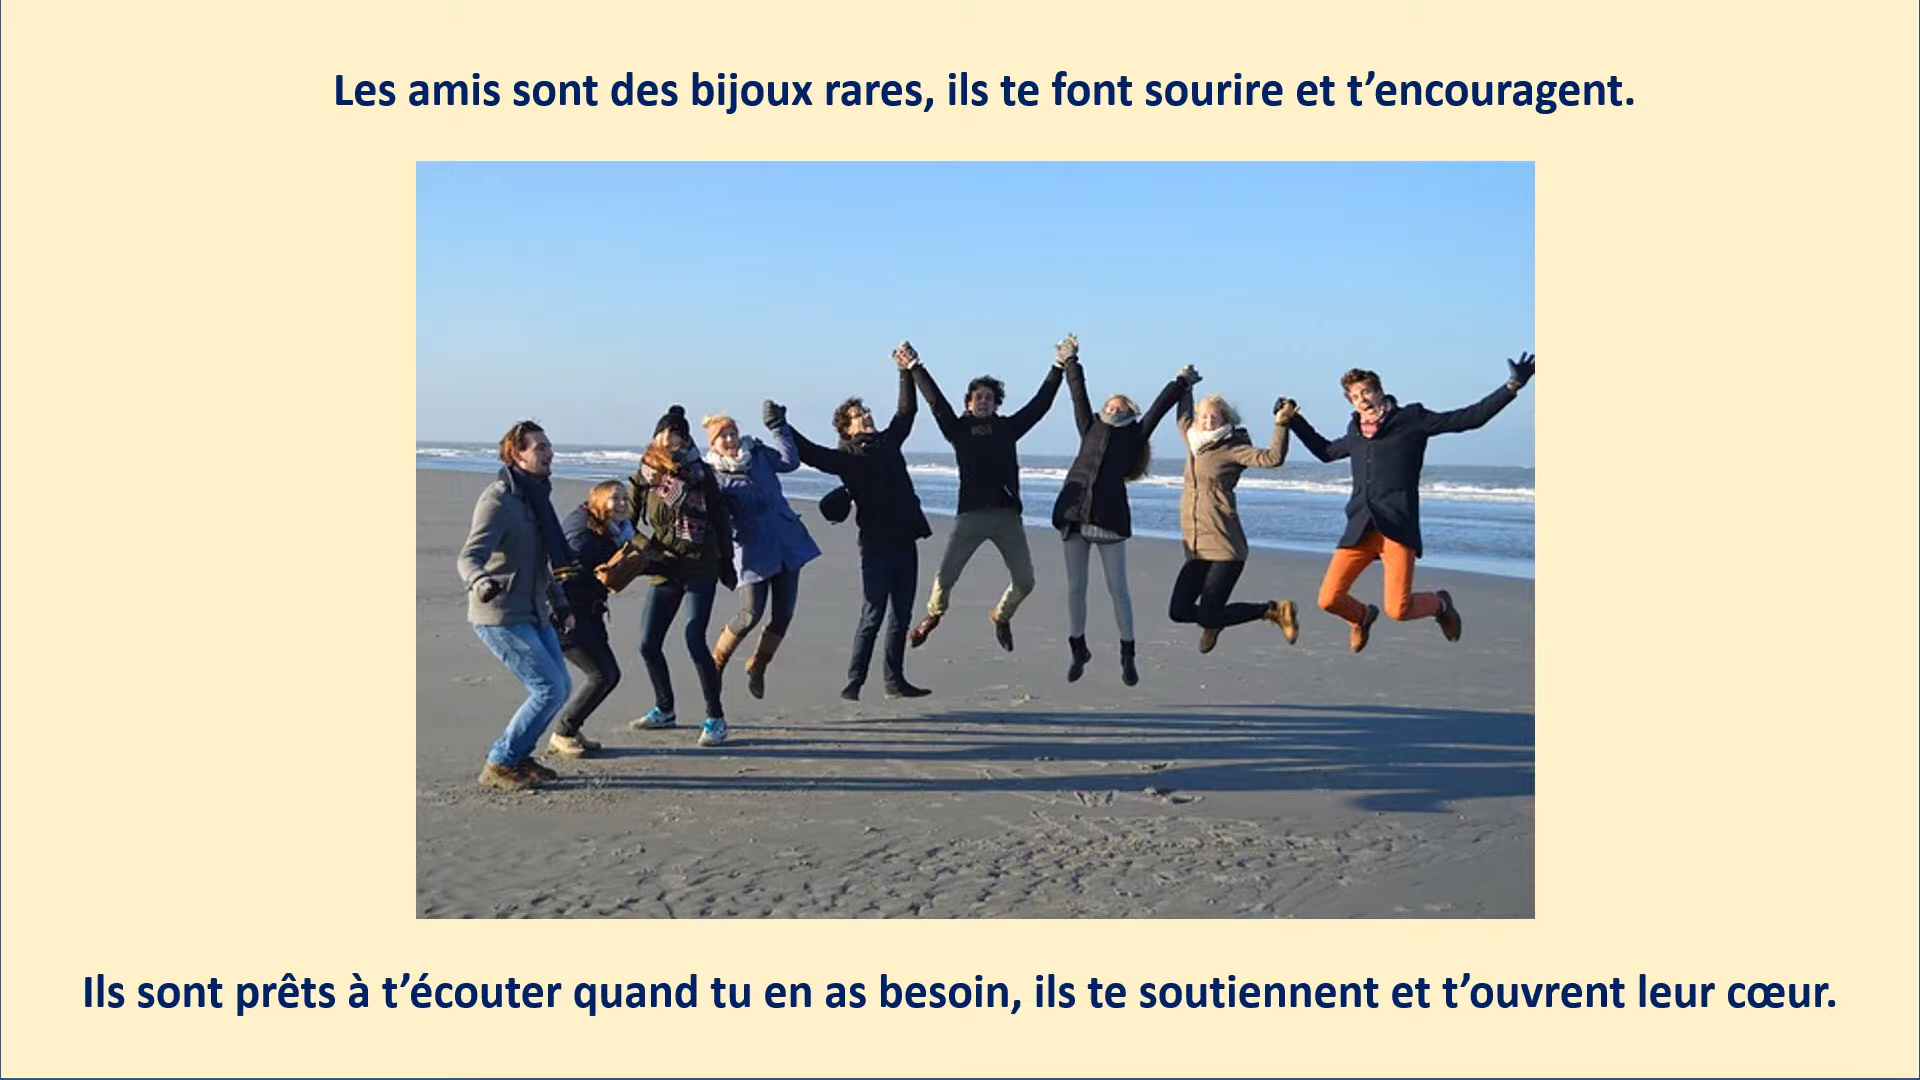 Les amis sont des bijoux rares, ils te font sourire et t’encouragent.
Ils sont prêts à t’écouter quand tu en as besoin, ils te soutiennent et t’ouvrent leur cœur.